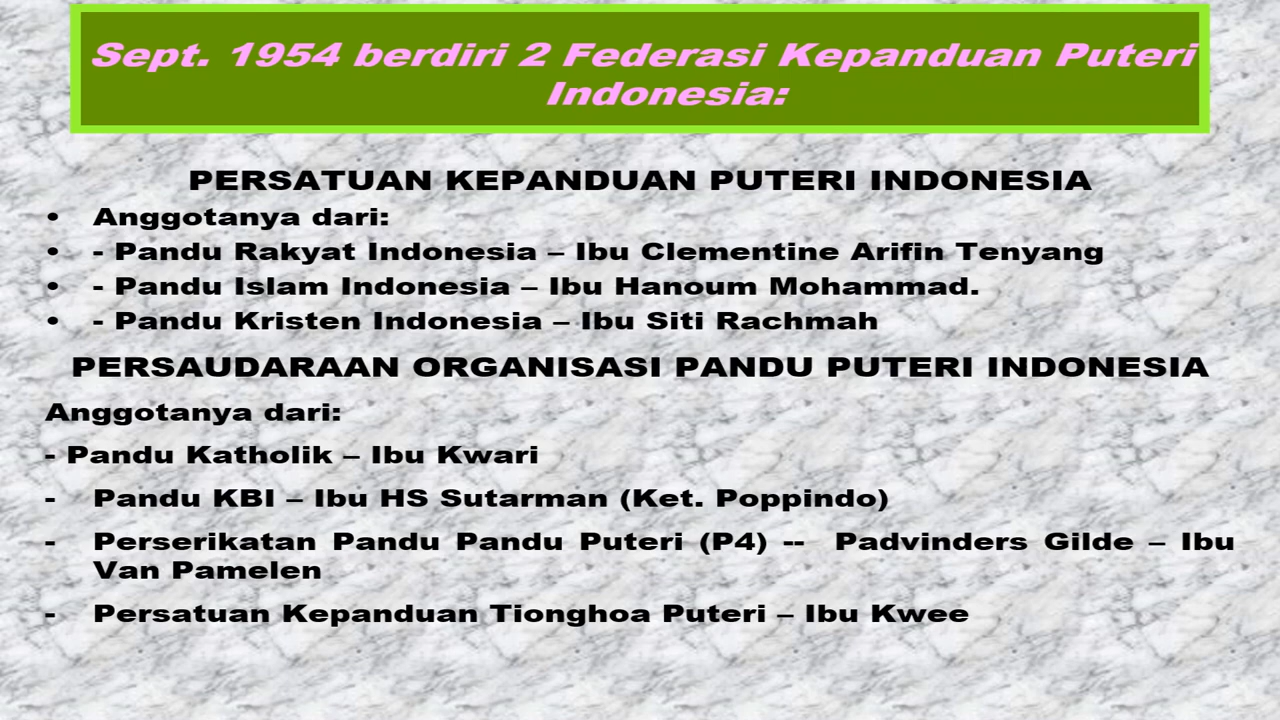 Sept. 1954 berdiri 2 Federasi Kepanduan Puteri
Indonesia:
PERSATUAN KEPANDUAN PUTERI INDONESIA
• Anggotanya dari:
• - Pandu Rakyat Indonesia – Ibu Clementine Arifin Tenyang
• - Pandu Islam Indonesia – Ibu Hanoum Mohammad.
• - Pandu Kristen Indonesia – Ibu Siti Rachmah
PERSAUDARAAN ORGANISASI PANDU PUTERI INDONESIA
Anggotanya dari:
- Pandu Katholik – Ibu Kwari
- Pandu KBI – Ibu HS Sutarman (Ket. Poppindo)
- Perserikatan Pandu Pandu Puteri (P4) -- Padvinders Gilde – Ibu
Van Pamelen
- Persatuan Kepanduan Tionghoa Puteri – Ibu Kwee